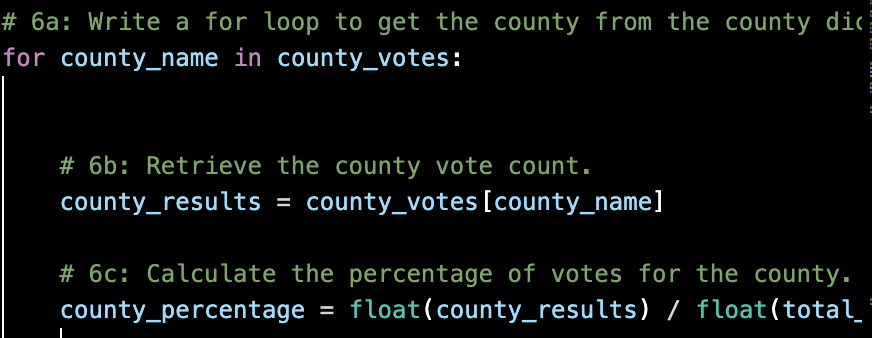 # 6a: Write a for loop to get the county from the county dic
for county_name in county_votes:
# 6b: Retrieve the county vote count.
county_results = county_votes[county_name]
# 6c: Calculate the percentage of votes for the county.
county_percentage = float(county_results) / float(total_